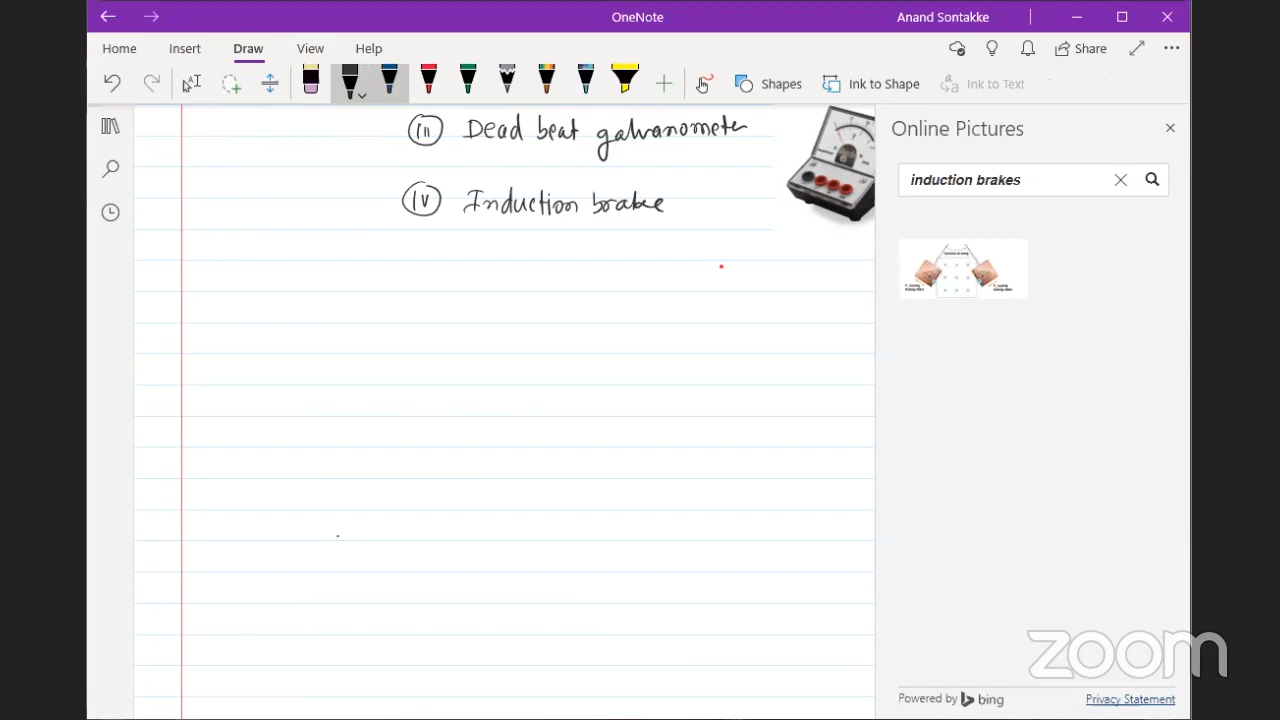 OneNote
Anand Sontakke
Home Insert Draw View Help
Share
Shapes
Ink to Shape
Ink to Text
(iii) Dead beat galvanometer
(iv) Induction brake
Online Pictures
induction brakes
zoom
Powered by bing
Privacy Statement